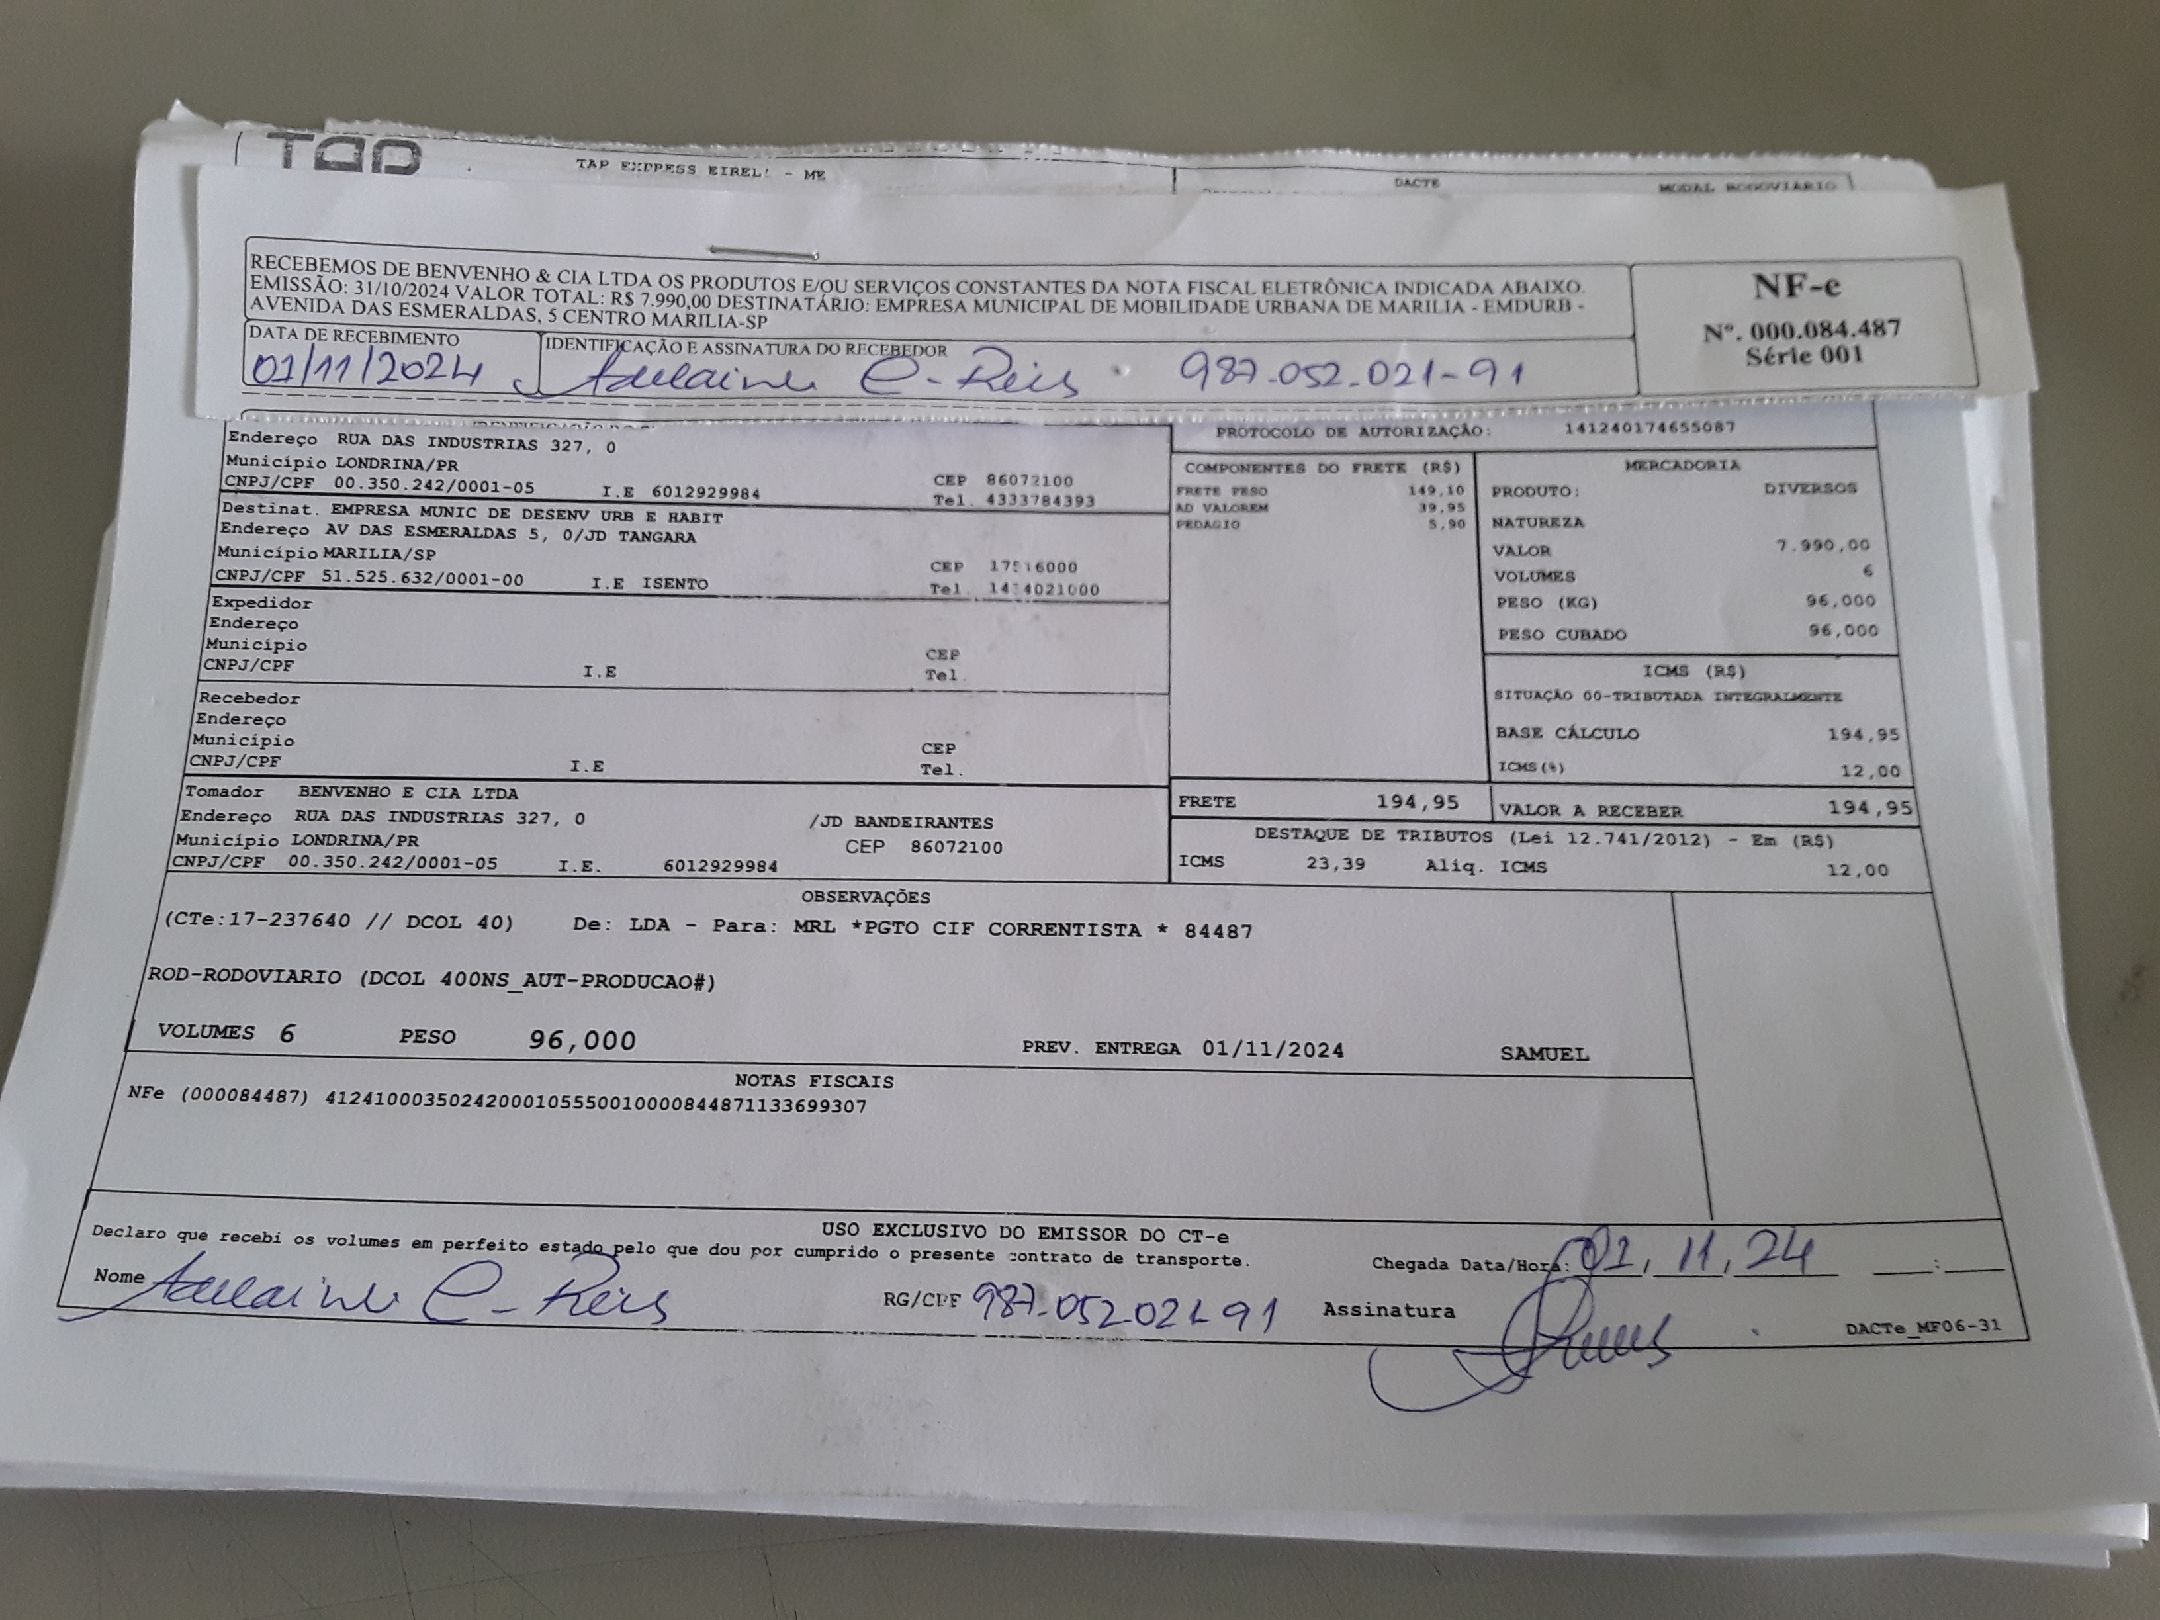 TAP
TAP EXPRESS EIRELI - ME
DACTE
MODAL RODOVIÁRIO
RECEBEMOS DE BENVENHO & CIA LTDA OS PRODUTOS E/OU SERVIÇOS CONSTANTES DA NOTA FISCAL ELETRÔNICA INDICADA ABAIXO.
EMISSÃO: 31/10/2024 VALOR TOTAL: R$ 7.990,00 DESTINATÁRIO: EMPRESA MUNICIPAL DE MOBILIDADE URBANA DE MARILIA - EMDURB -
AVENIDA DAS ESMERALDAS, 5 CENTRO MARILIA-SP
NF-e
Nº. 000.084.487
Série 001
DATA DE RECEBIMENTO
01/11/2024
IDENTIFICAÇÃO E ASSINATURA DO RECEBEDOR
Adelaine C. Reis 987.052.021-91
Endereço RUA DAS INDUSTRIAS 327, 0
Município LONDRINA/PR CEP 86072100
CNPJ/CPF 00.350.242/0001-05 I.E 6012929984 Tel. 4333784393
Destinat. EMPRESA MUNIC DE DESENV URB E HABIT
Endereço AV DAS ESMERALDAS 5, 0/JD TANGARA
Município MARILIA/SP CEP 17516000
CNPJ/CPF 51.525.632/0001-00 I.E ISENTO Tel. 1434021000
Expedidor
Endereço
Município CEP
CNPJ/CPF I.E Tel.
Recebedor
Endereço
Município CEP
CNPJ/CPF I.E Tel.
Tomador BENVENHO E CIA LTDA
Endereço RUA DAS INDUSTRIAS 327, 0 /JD BANDEIRANTES
Município LONDRINA/PR CEP 86072100
CNPJ/CPF 00.350.242/0001-05 I.E. 6012929984
PROTOCOLO DE AUTORIZAÇÃO: 141240174655087
COMPONENTES DO FRETE (R$)
FRETE PESO 149,10
AD VALOREM 39,95
PEDAGIO 5,90
MERCADORIA
PRODUTO: DIVERSOS
NATUREZA
VALOR 7.990,00
VOLUMES 6
PESO (KG) 96,000
PESO CUBADO 96,000
ICMS (R$)
SITUAÇÃO 00-TRIBUTADA INTEGRALMENTE
BASE CÁLCULO 194,95
ICMS(%) 12,00
FRETE 194,95 VALOR A RECEBER 194,95
DESTAQUE DE TRIBUTOS (Lei 12.741/2012) - Em (R$)
ICMS 23,39 Aliq. ICMS 12,00
OBSERVAÇÕES
(CTe:17-237640 // DCOL 40) De: LDA - Para: MRL *PGTO CIF CORRENTISTA * 84487
ROD-RODOVIARIO (DCOL 400NS_AUT-PRODUCAO#)
VOLUMES 6 PESO 96,000 PREV. ENTREGA 01/11/2024 SAMUEL
NOTAS FISCAIS
NFe (000084487) 41241000350242000105550010000844871133699307
USO EXCLUSIVO DO EMISSOR DO CT-e
Declaro que recebi os volumes em perfeito estado pelo que dou por cumprido o presente contrato de transporte.
Chegada Data/Hora: 01, 11, 24 :
Nome Adelaine C. Reis RG/CPF 987.052.021-91 Assinatura
DACTe_MF06-31